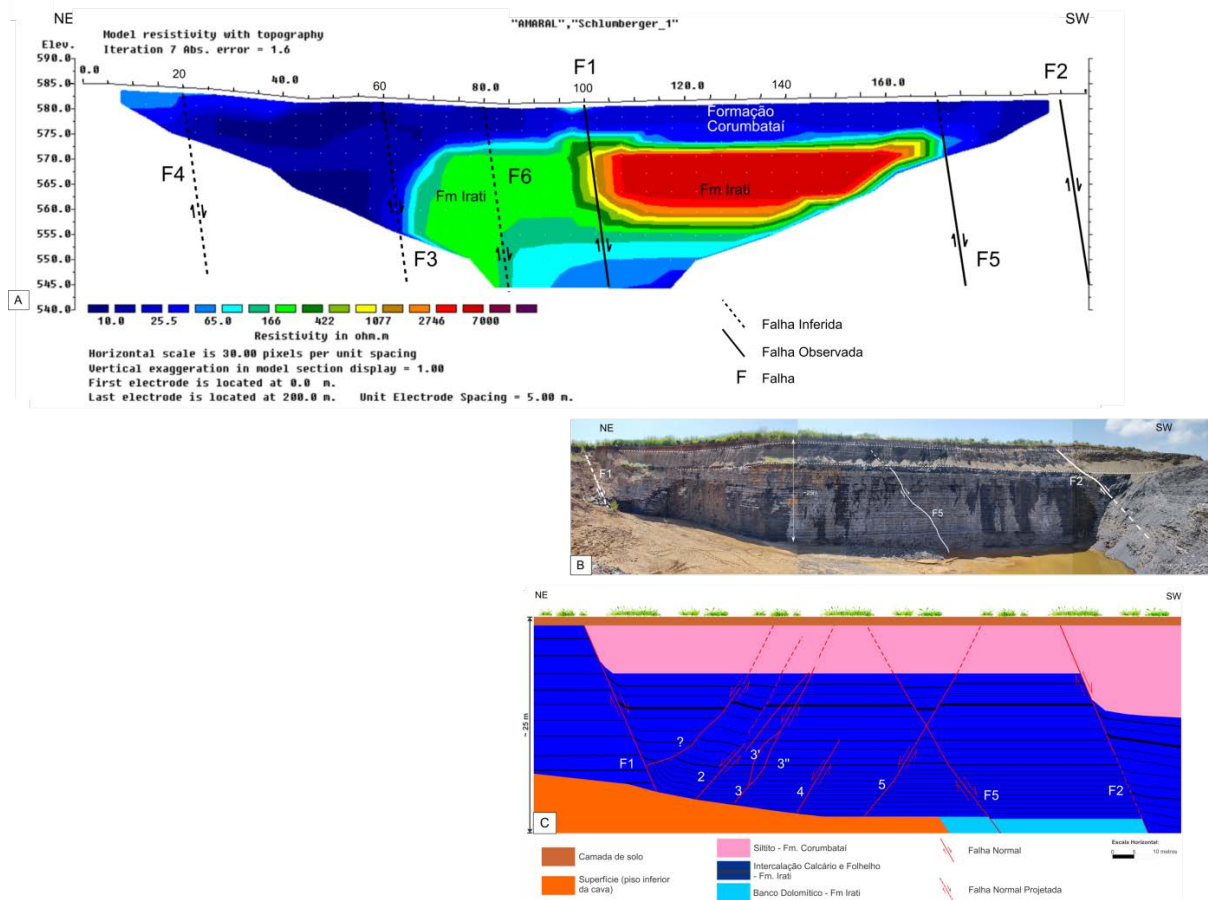 NE
"AMARAL","Schlumberger_1"
SW
Model resistivity with topography
Iteration 7 Abs. error = 1.6
Elev.
590.0
585.0
580.0
575.0
570.0
565.0
560.0
555.0
550.0
545.0
540.0
0.0
20
40.0
60
80.0
100
120.0
140
160.0
F1
F2
Formação
Corumbataí
F4
F6
Fm Irati
Fm Irati
F3
F5
A
10.0 25.5 65.0 166 422 1077 2746 7000
Resistivity in ohm.m
Horizontal scale is 30.00 pixels per unit spacing
Vertical exaggeration in model section display = 1.00
First electrode is located at 0.0 m.
Last electrode is located at 200.0 m. Unit Electrode Spacing = 5.00 m.
Falha Inferida
Falha Observada
F Falha
NE
SW
F1
F2
F5
B
NE
SW
~ 25 m
?
F1
2
3'
3
3"
4
5
F5
F2
C
Camada de solo
Superfície (piso inferior
da cava)
Siltito - Fm. Corumbataí
Intercalação Calcário e Folhelho
- Fm. Irati
Banco Dolomítico - Fm Irati
Falha Normal
Falha Normal Projetada
Escala Horizontal:
0 10 metros